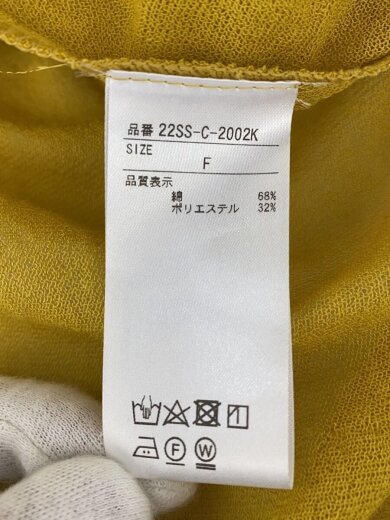 品番 22SS-C-2002K
SIZE
F
品質表示
綿 68%
ポリエステル 32%
F W